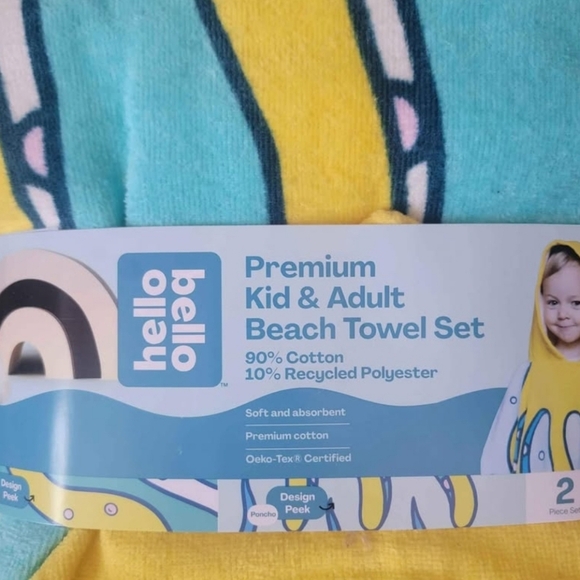 hello
bello
TM
Premium
Kid & Adult
Beach Towel Set
90% Cotton
10% Recycled Polyester
Soft and absorbent
Premium cotton
Oeko-Tex® Certified
Design
Peek
Poncho
Design
Peek
2
Piece Set